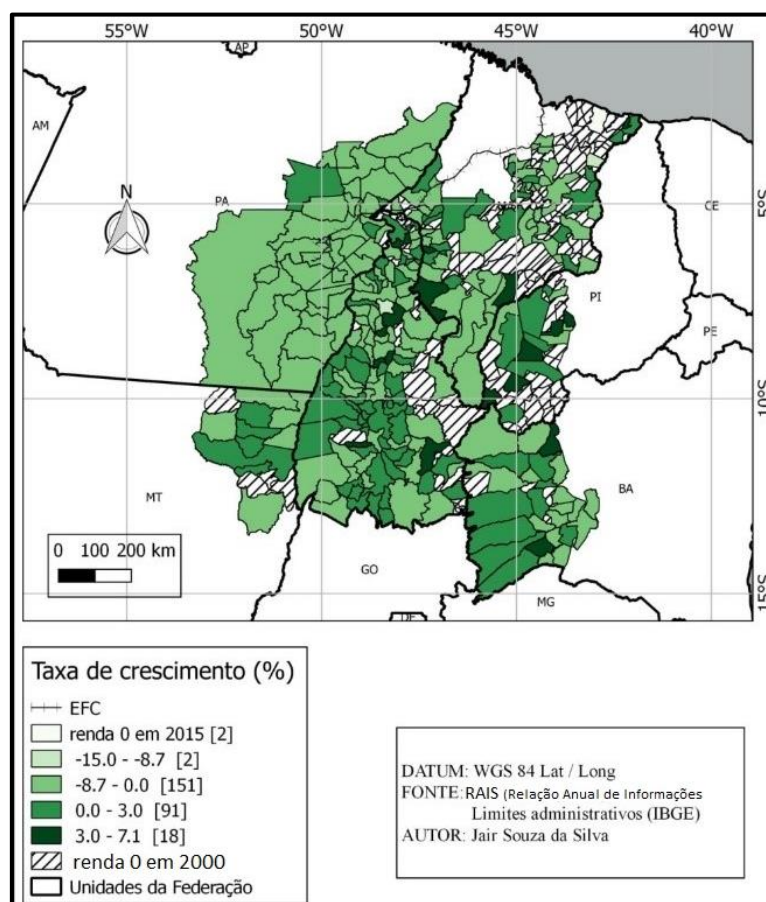 55°W 50°W 45°W 40°W
AP
AM
N
PA
CE
5°S
PI
PE
10°S
MT
BA
0 100 200 km
GO
MG
15°S
DF
Taxa de crescimento (%)
EFC
renda 0 em 2015 [2]
-15.0 - -8.7 [2]
-8.7 - 0.0 [151]
0.0 - 3.0 [91]
3.0 - 7.1 [18]
renda 0 em 2000
Unidades da Federação
DATUM: WGS 84 Lat / Long
FONTE: RAIS (Relação Anual de Informações
Limites administrativos (IBGE)
AUTOR: Jair Souza da Silva